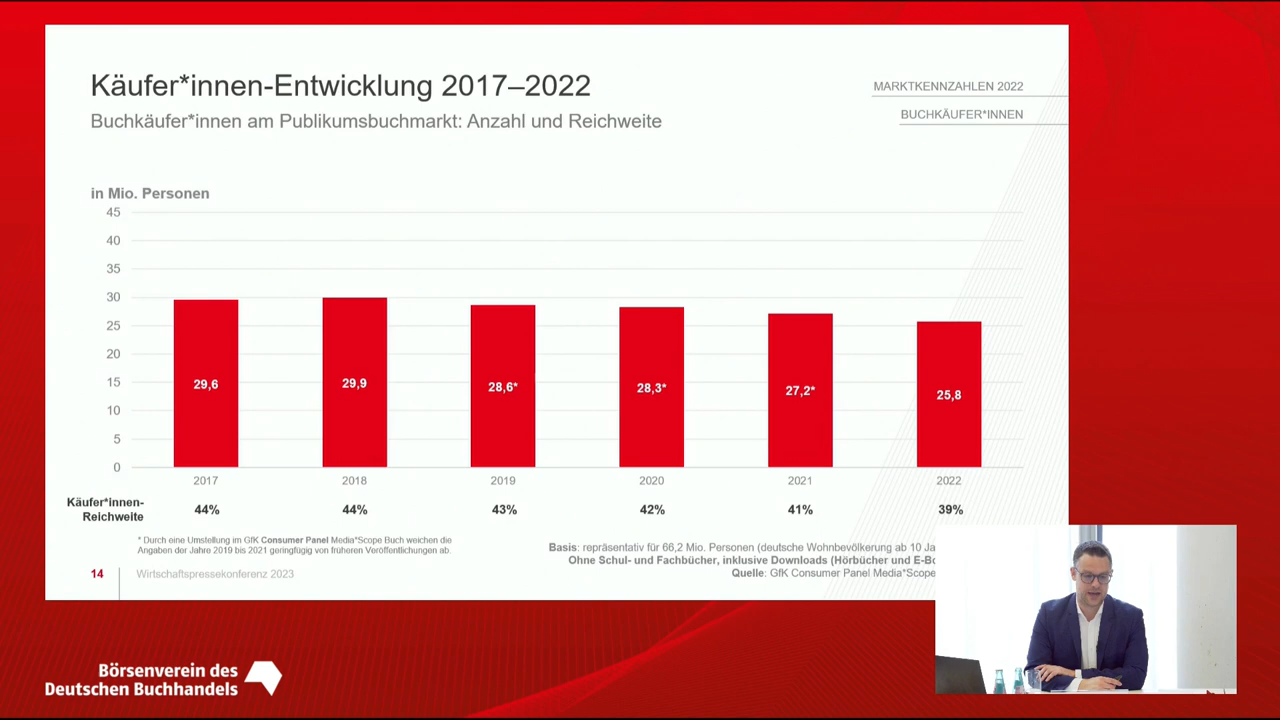 Käufer*innen-Entwicklung 2017–2022
Buchkäufer*innen am Publikumsbuchmarkt: Anzahl und Reichweite
MARKTKENNZAHLEN 2022
BUCHKÄUFER*INNEN
in Mio. Personen
45
40
35
30
25
20
15
10
5
0
29,6
29,9
28,6*
28,3*
27,2*
25,8
2017
2018
2019
2020
2021
2022
Käufer*innen-
Reichweite
44%
44%
43%
42%
41%
39%
* Durch eine Umstellung im GfK Consumer Panel Media*Scope Buch weichen die
Angaben der Jahre 2019 bis 2021 geringfügig von früheren Veröffentlichungen ab.
Basis: repräsentativ für 66,2 Mio. Personen (deutsche Wohnbevölkerung ab 10
Ohne Schul- und Fachbücher, inklusive Downloads (Hörbücher und
Quelle: GfK Consumer Panel Media*Scope
14
Wirtschaftspressekonferenz 2023
Börsenverein des
Deutschen Buchhandels